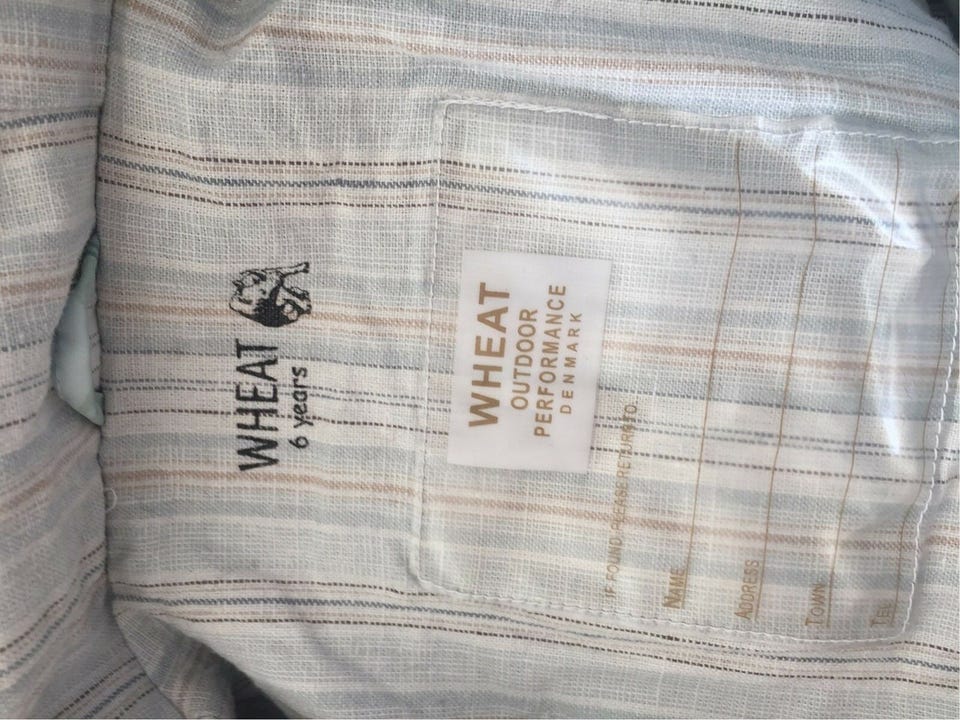 WHEAT
6 years
WHEAT
OUTDOOR
PERFORMANCE
DENMARK
IF FOUND PLEASE RETURN TO
NAME
ADDRESS
TOWN
TEL